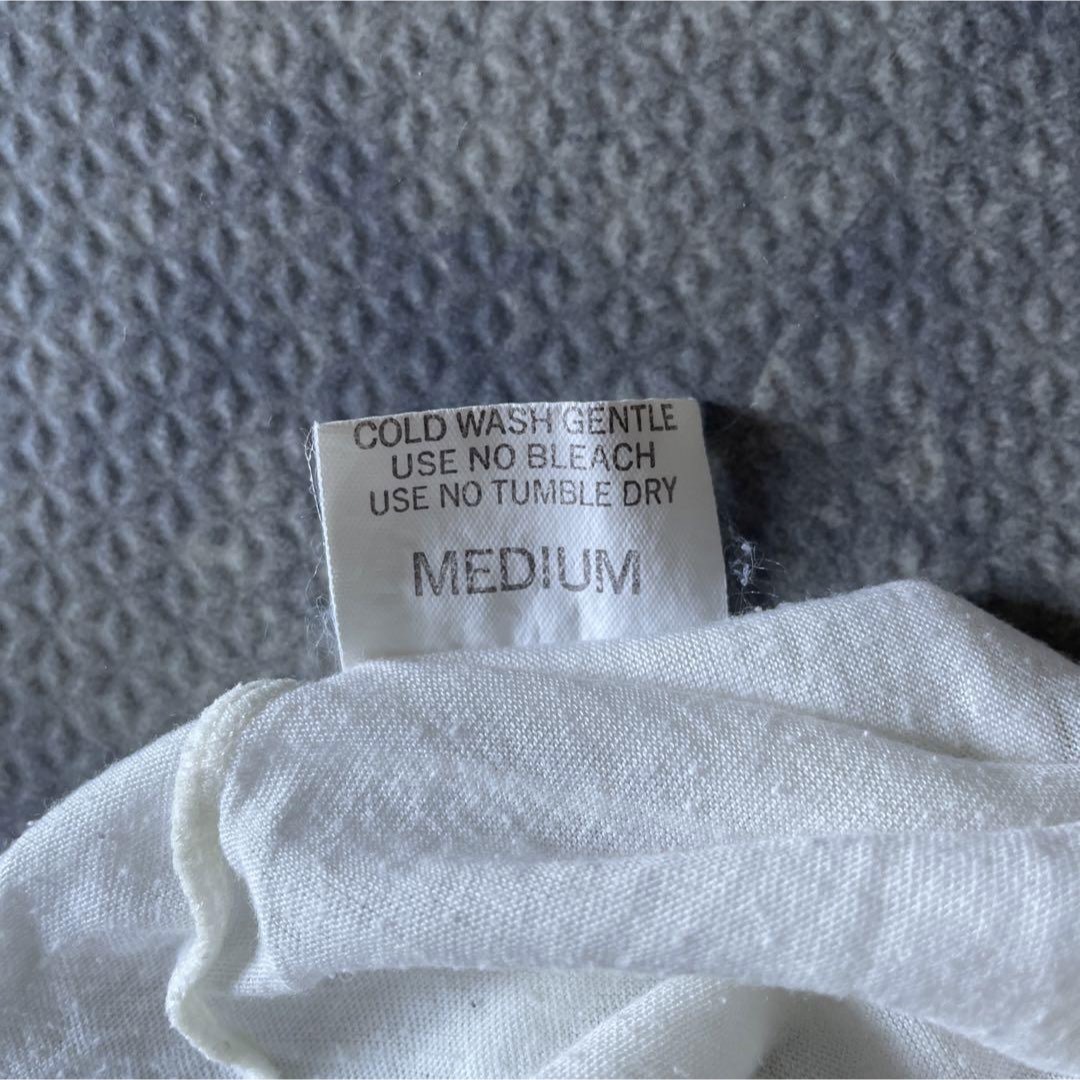 COLD WASH GENTLE
USE NO BLEACH
USE NO TUMBLE DRY
MEDIUM